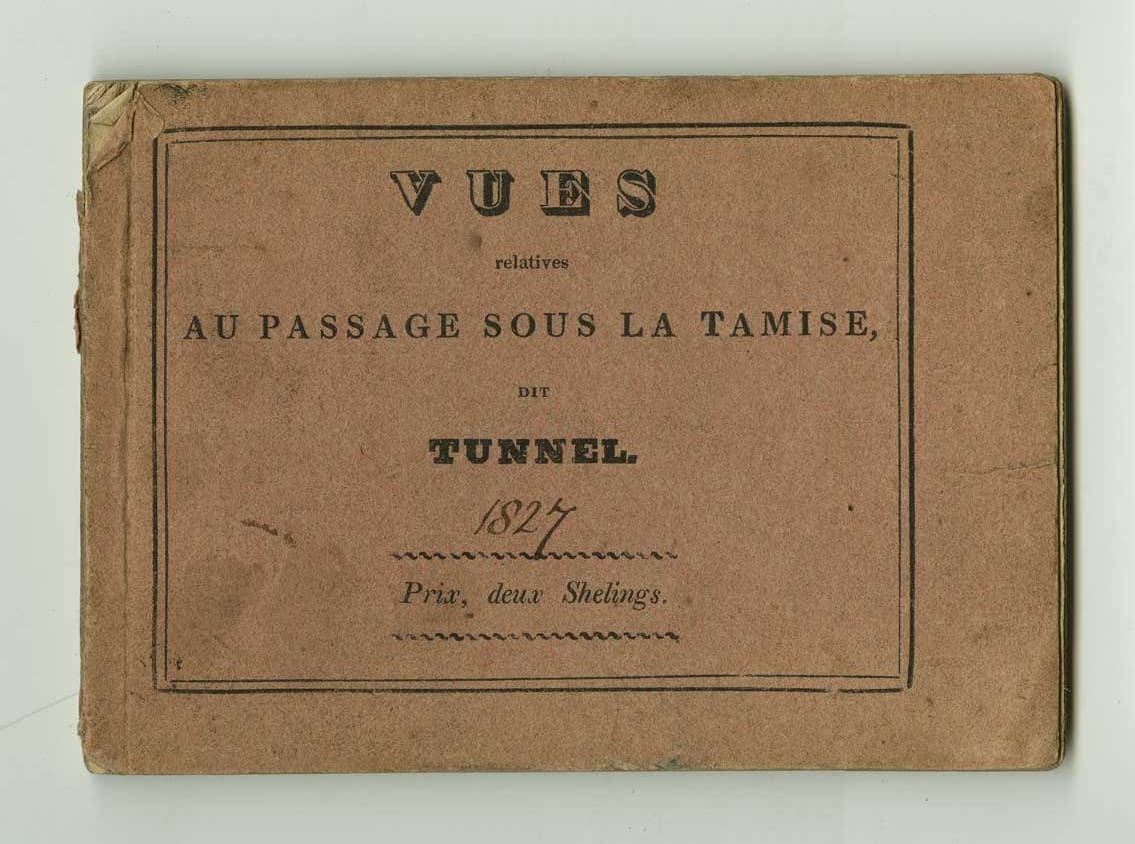 VUES
relatives
AU PASSAGE SOUS LA TAMISE,
DIT
TUNNEL.
1827
Prix, deux Shelings.